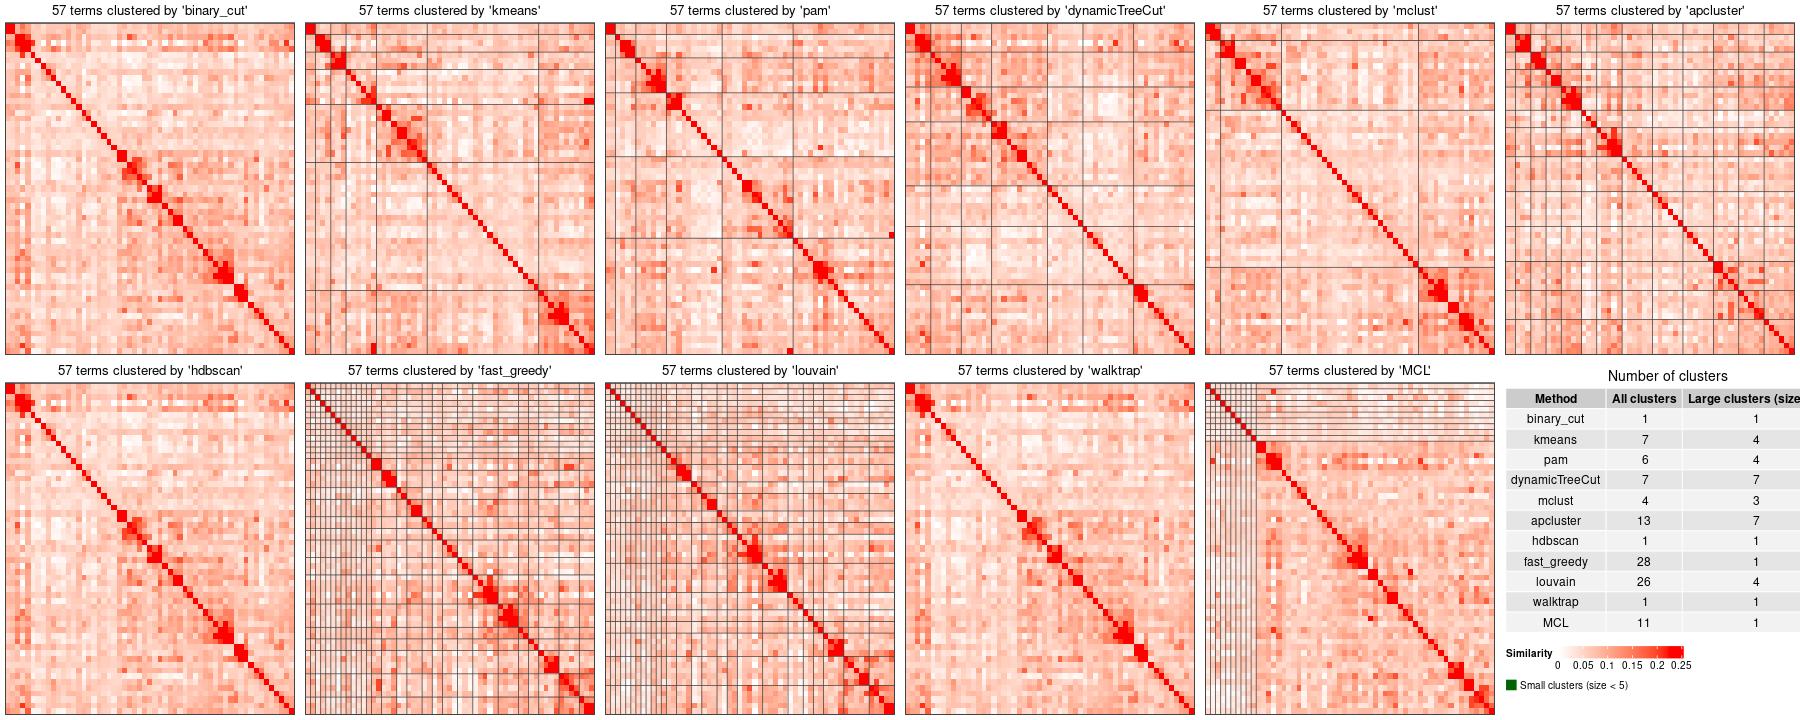 57 terms clustered by 'binary_cut'
57 terms clustered by 'kmeans'
57 terms clustered by 'pam'
57 terms clustered by 'dynamicTreeCut'
57 terms clustered by 'mclust'
57 terms clustered by 'apcluster'
57 terms clustered by 'hdbscan'
57 terms clustered by 'fast_greedy'
57 terms clustered by 'louvain'
57 terms clustered by 'walktrap'
57 terms clustered by 'MCL'
Number of clusters
Method All clusters Large clusters (size
binary_cut 1 1
kmeans 7 4
pam 6 4
dynamicTreeCut 7 7
mclust 4 3
apcluster 13 7
hdbscan 1 1
fast_greedy 28 1
louvain 26 4
walktrap 1 1
MCL 11 1
Similarity
0 0.05 0.1 0.15 0.2 0.25
Small clusters (size < 5)